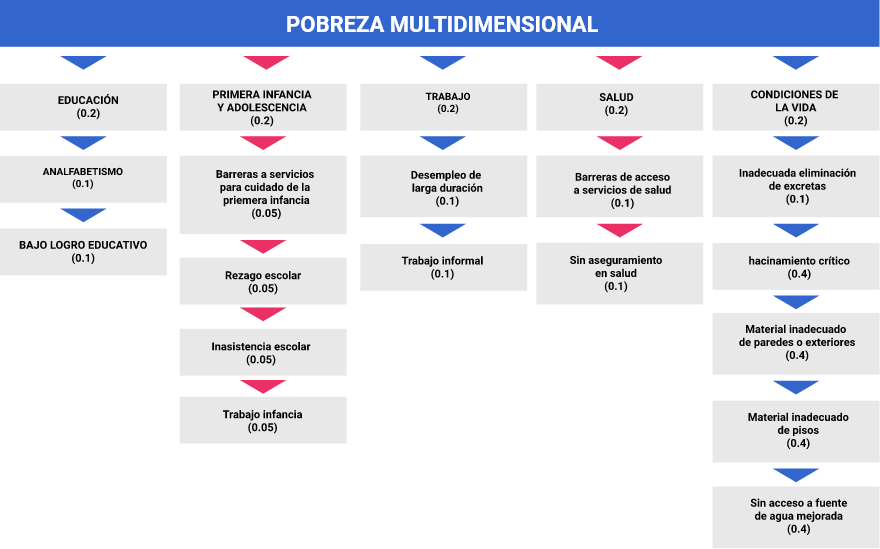 POBREZA MULTIDIMENSIONAL
EDUCACIÓN
(0.2)
ANALFABETISMO
(0.1)
BAJO LOGRO EDUCATIVO
(0.1)
PRIMERA INFANCIA
Y ADOLESCENCIA
(0.2)
Barreras a servicios
para cuidado de la
priemera infancia
(0.05)
Rezago escolar
(0.05)
Inasistencia escolar
(0.05)
Trabajo infancia
(0.05)
TRABAJO
(0.2)
Desempleo de
larga duración
(0.1)
Trabajo informal
(0.1)
SALUD
(0.2)
Barreras de acceso
a servicios de salud
(0.1)
Sin aseguramiento
en salud
(0.1)
CONDICIONES DE
LA VIDA
(0.2)
Inadecuada eliminación
de excretas
(0.1)
hacinamiento crítico
(0.4)
Material inadecuado
de paredes o exteriores
(0.4)
Material inadecuado
de pisos
(0.4)
Sin acceso a fuente
de agua mejorada
(0.4)